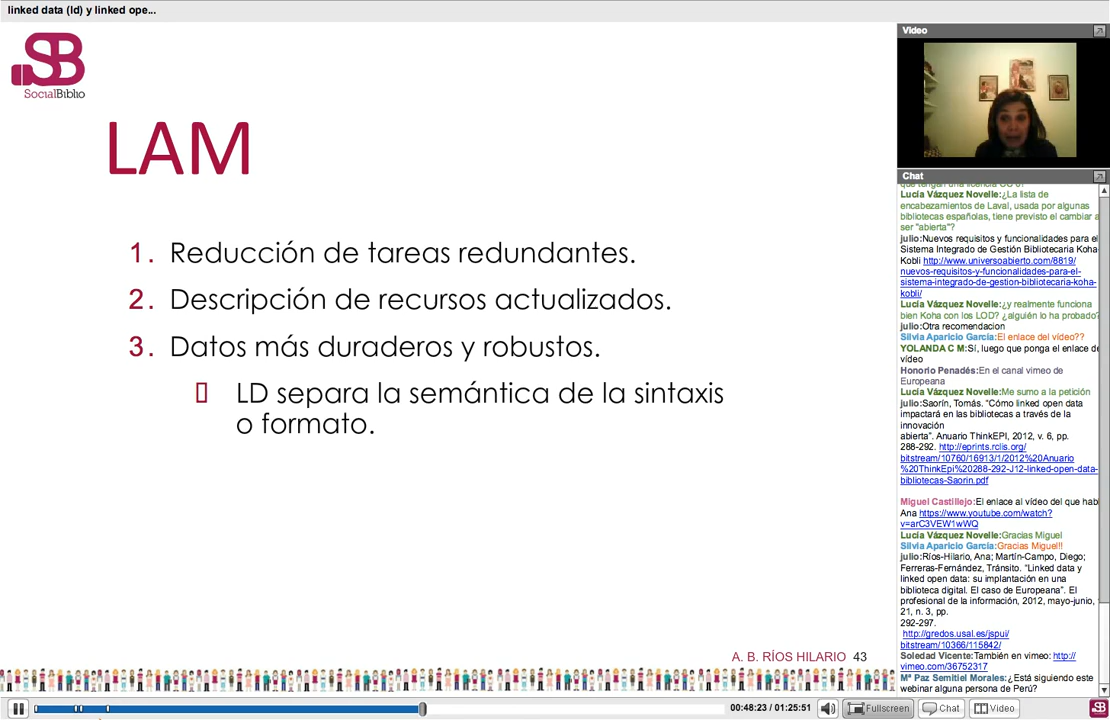 linked data (ld) y linked ope...
SB
SocialBiblio
LAM
1. Reducción de tareas redundantes.
2. Descripción de recursos actualizados.
3. Datos más duraderos y robustos.
LD separa la semántica de la sintaxis
o formato.
A. B. RÍOS HILARIO 43
Video
Chat
Lucía Vázquez Novelle:¿La lista de
encabezamientos de Laval, usada por algunas
bibliotecas españolas, tiene previsto el cambiar a
ser "abierta"?
julio:Nuevos requisitos y funcionalidades para el
Sistema Integrado de Gestión Bibliotecaria Koha-
Kobli http://www.universoabierto.com/8819/
nuevos-requisitos-y-funcionalidades-para-el-
sistema-integrado-de-gestion-bibliotecaria-koha-
kobli/
Lucía Vázquez Novelle:¿y realmente funciona
bien Koha con los LOD? ¿alguién lo ha probado?
julio:Otra recomendacion
Silvia Aparicio García:El enlace del vídeo??
YOLANDA C M:Sí, luego que ponga el enlace de
vídeo
Honorio Penadés:En el canal vimeo de
Europeana
Lucía Vázquez Novelle:Me sumo a la petición
julio:Saorín, Tomás. "Cómo linked open data
impactará en las bibliotecas a través de la
innovación
abierta". Anuario ThinkEPI, 2012, v. 6, pp.
288-292. http://eprints.rclis.org/
bitstream/10760/16913/1/2012%20Anuario
%20ThinkEpi%20288-292-J12-linked-open-data-
bibliotecas-Saorin.pdf
Miguel Castillejo:El enlace al vídeo del que hab
Ana https://www.youtube.com/watch?
v=arC3VEW1wWQ
Lucía Vázquez Novelle:Gracias Miguel
Silvia Aparicio García:Gracias Miguel!!
julio:Ríos-Hilario, Ana; Martín-Campo, Diego;
Ferreras-Fernández, Tránsito. "Linked data y
linked open data: su implantación en una
biblioteca digital. El caso de Europeana". El
profesional de la información, 2012, mayo-junio,
21, n. 3, pp.
292-297.
http://gredos.usal.es/jspui/
bitstream/10366/115842/
Soledad Vicente:También en vimeo: http://
vimeo.com/36752317
Mª Paz Semitiel Morales:¿Está siguiendo este
webinar alguna persona de Perú?
00:48:23 / 01:25:51
Fullscreen
Chat
Video
SB